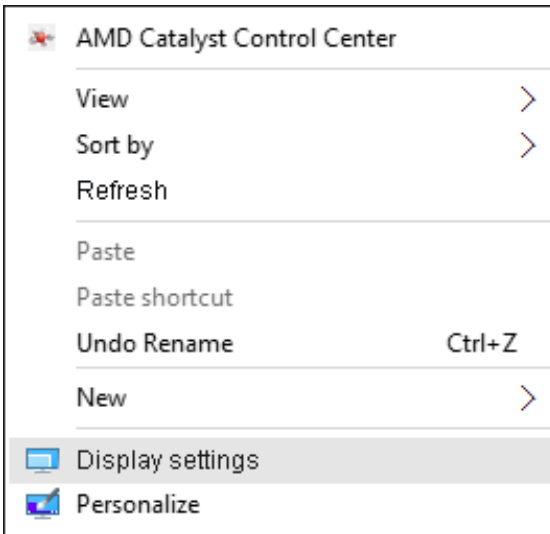 AMD Catalyst Control Center
View
Sort by
Refresh
Paste
Paste shortcut
Undo Rename Ctrl+Z
New
Display settings
Personalize